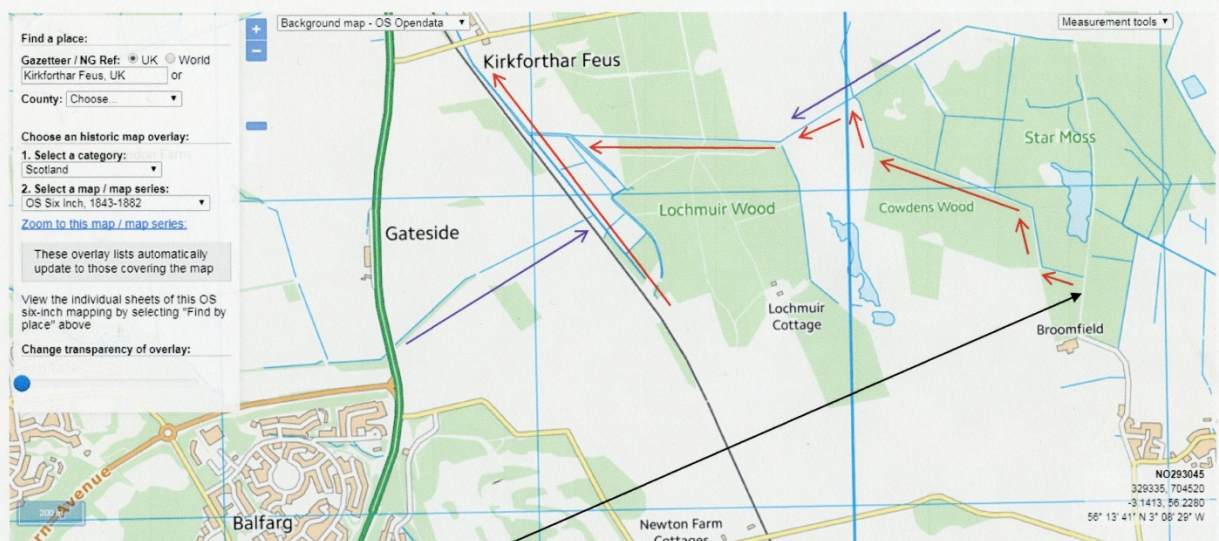 Find a place:
Gazetteer / NG Ref: UK World
Kirkforthar Feus, UK or
County: Choose...
Choose an historic map overlay:
1. Select a category:
Scotland
2. Select a map / map series:
OS Six Inch, 1843-1882
Zoom to this map / map series:
These overlay lists automatically
update to those covering the map
View the individual sheets of this OS
six-inch mapping by selecting "Find by
place" above
Change transparency of overlay:
Background map - OS Opendata
Measurement tools
Kirkforthar Feus
Star Moss
Lochmuir Wood
Cowdens Wood
Gateside
Lochmuir
Cottage
Broomfield
Avenue
Balfarg
Newton Farm
Cottages
NO293045
329335, 704520
-3.1413, 56.2280
56° 13' 41" N 3° 08' 29" W